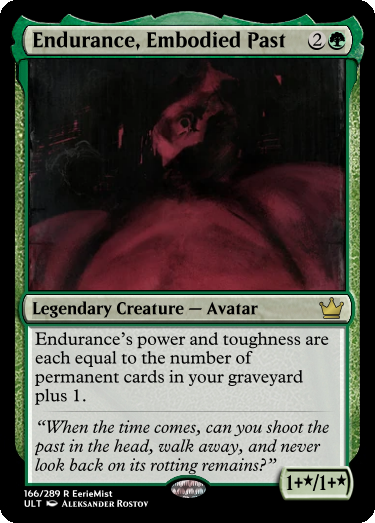 Endurance, Embodied Past 2
Legendary Creature — Avatar
Endurance's power and toughness are
each equal to the number of
permanent cards in your graveyard
plus 1.
“When the time comes, can you shoot the
past in the head, walk away, and never
look back on its rotting remains?”
1+★/1+★
166/289 R EerieMist
ULT Aleksander Rostov